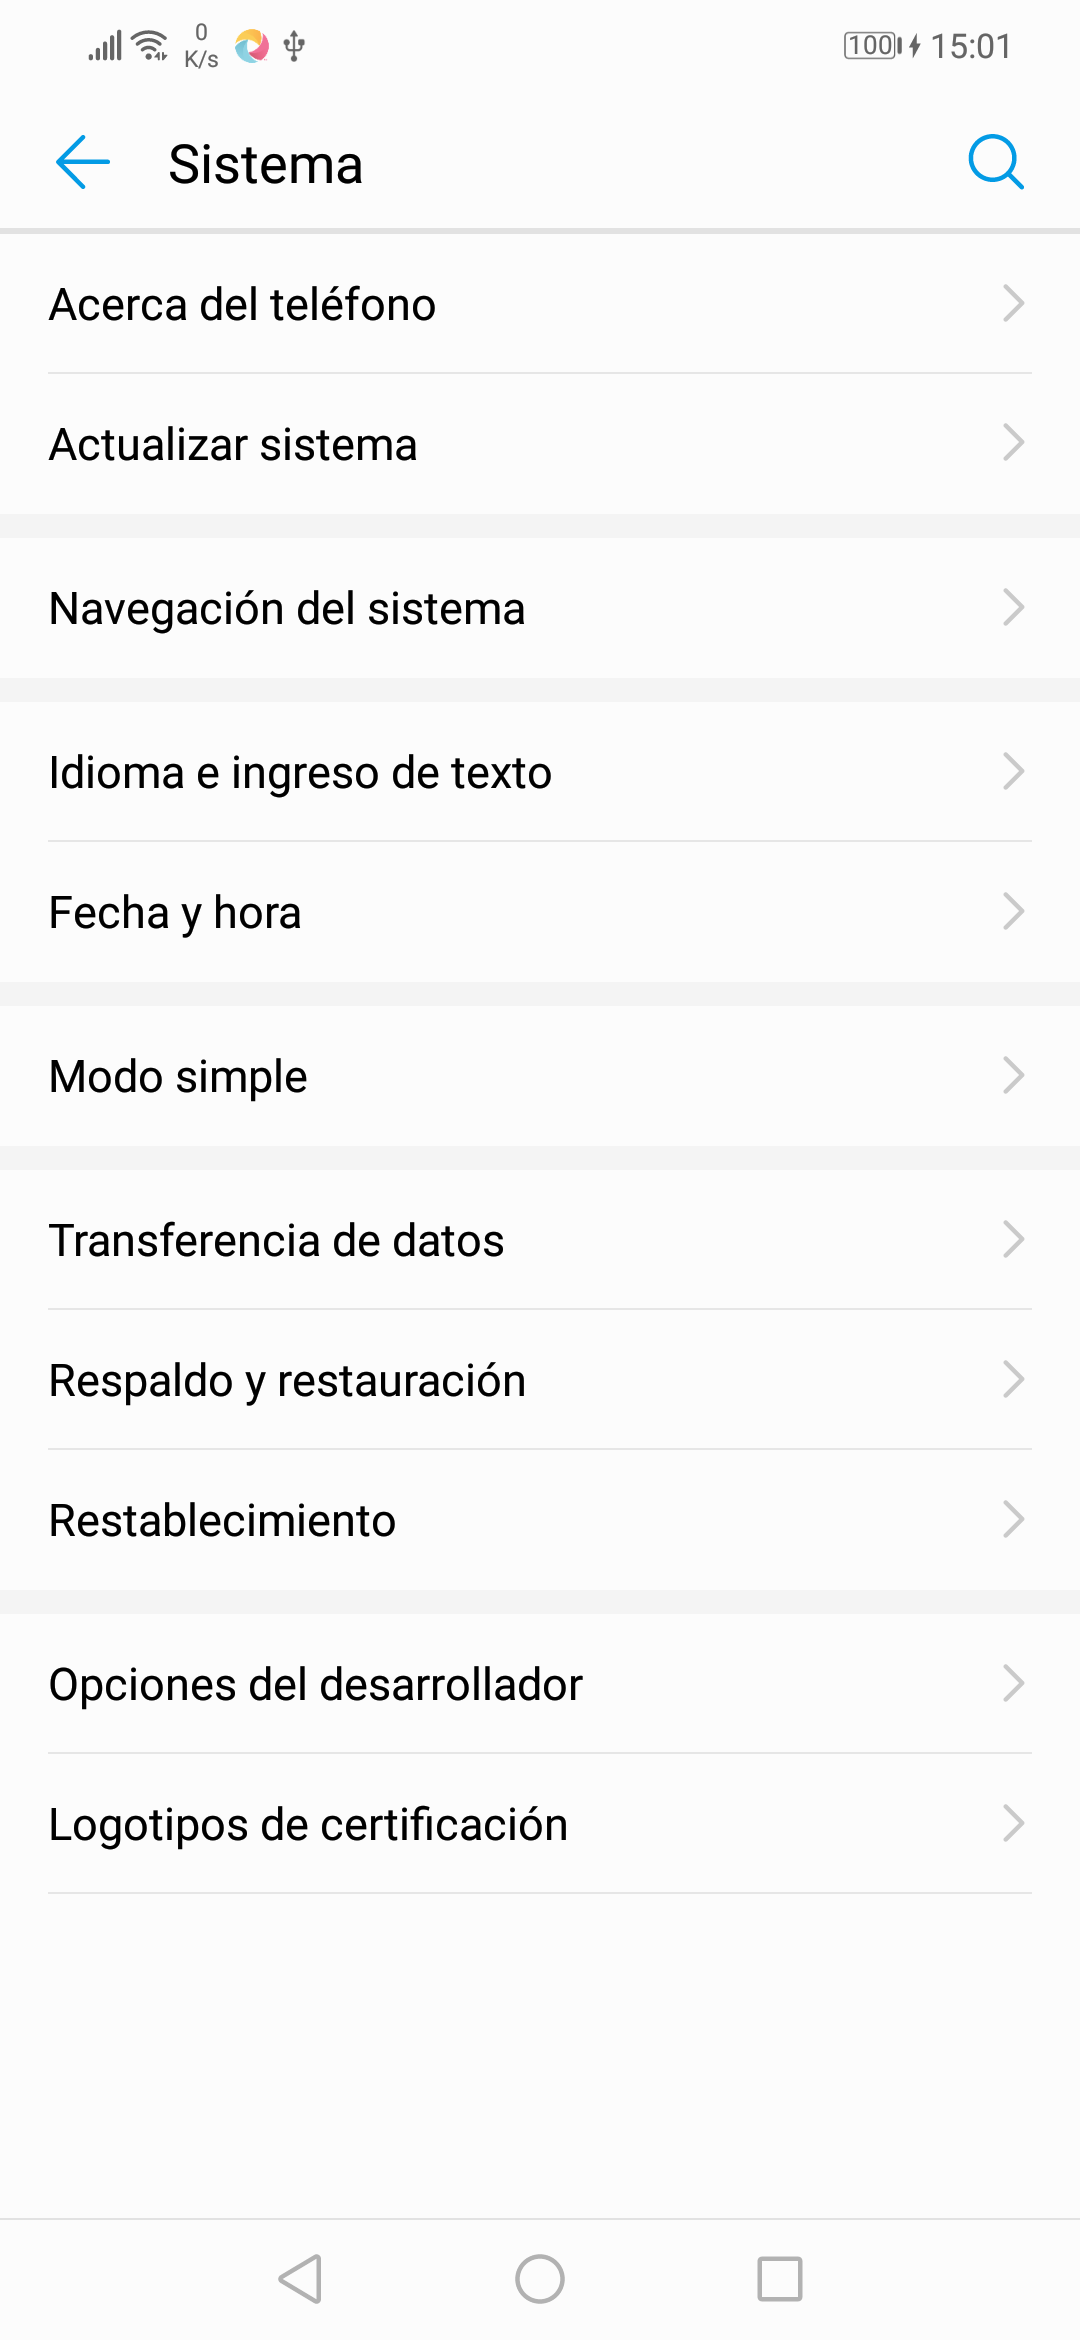 0
K/s
100
15:01
Sistema
Acerca del teléfono
Actualizar sistema
Navegación del sistema
Idioma e ingreso de texto
Fecha y hora
Modo simple
Transferencia de datos
Respaldo y restauración
Restablecimiento
Opciones del desarrollador
Logotipos de certificación